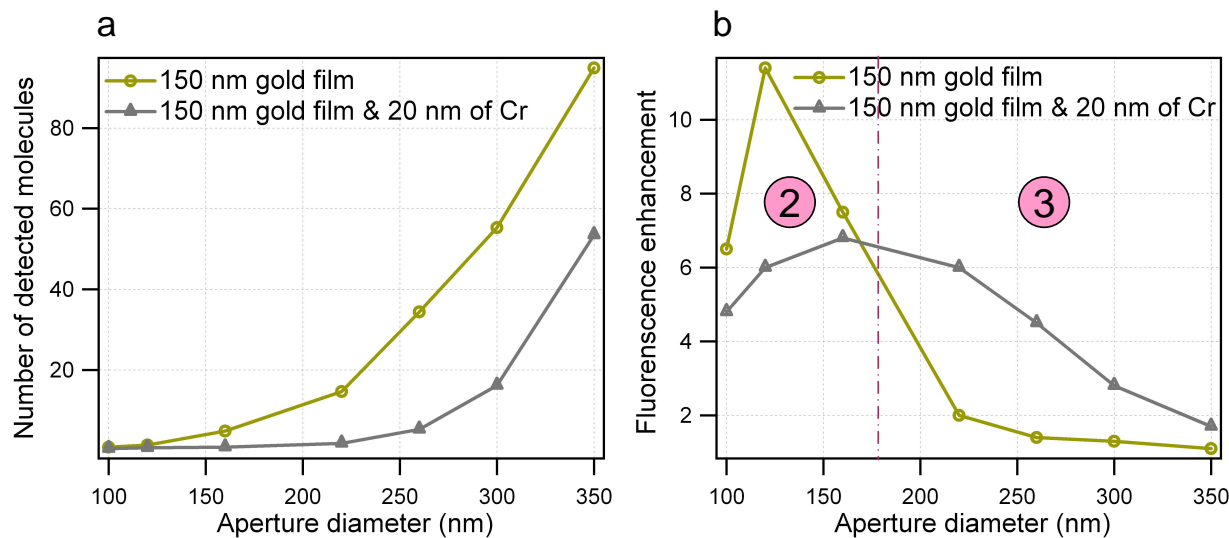 a
Number of detected molecules
150 nm gold film
150 nm gold film & 20 nm of Cr
80
60
40
20
100 150 200 250 300 350
Aperture diameter (nm)
b
Fluorenscence enhancement
150 nm gold film
150 nm gold film & 20 nm of Cr
10
8
6
4
2
2
3
100 150 200 250 300 350
Aperture diameter (nm)